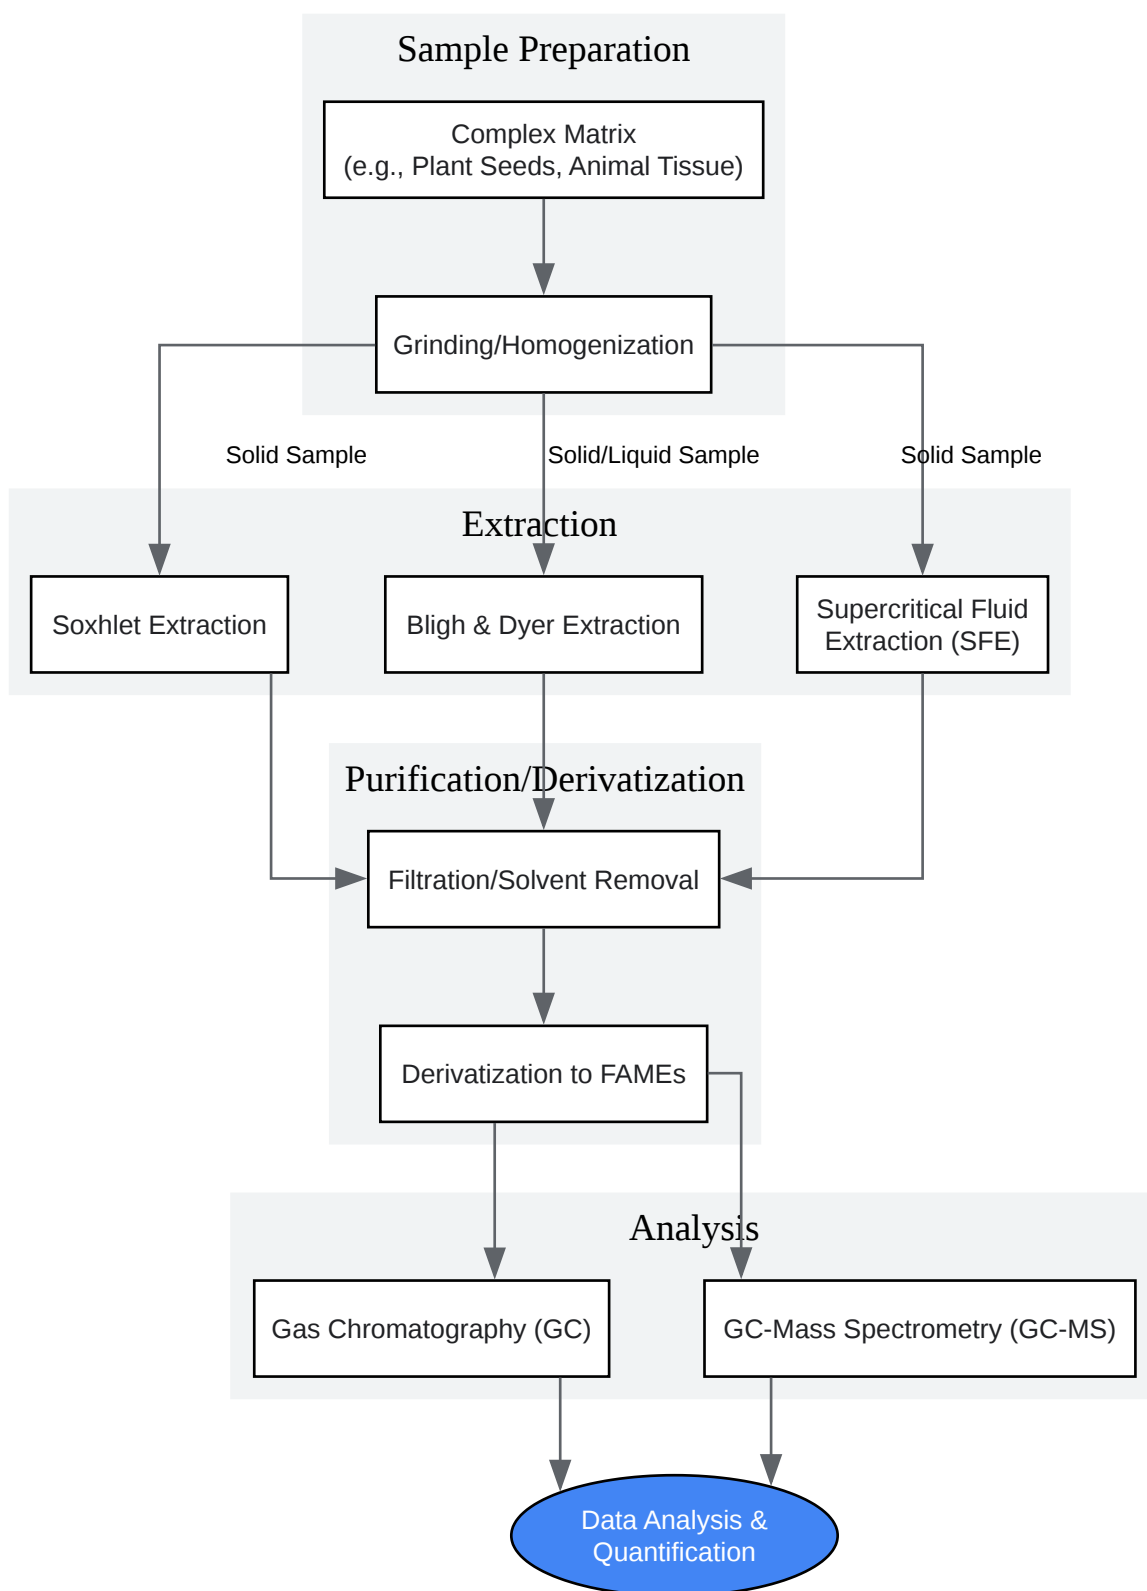 Sample Preparation
Complex Matrix
(e.g., Plant Seeds, Animal Tissue)
Grinding/Homogenization
Solid Sample
Solid/Liquid Sample
Solid Sample
Extraction
Soxhlet Extraction
Bligh & Dyer Extraction
Supercritical Fluid
Extraction (SFE)
Purification/Derivatization
Filtration/Solvent Removal
Derivatization to FAMEs
Analysis
Gas Chromatography (GC)
GC-Mass Spectrometry (GC-MS)
Data Analysis &
Quantification